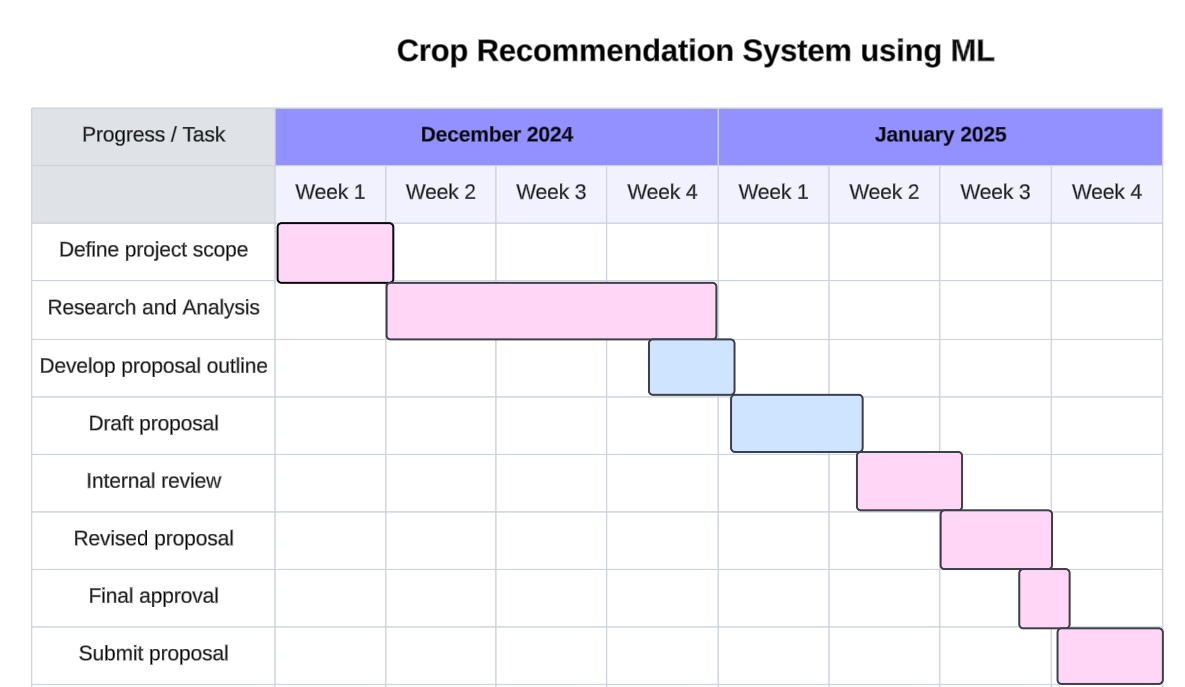 Crop Recommendation System using ML
Progress / Task
December 2024
January 2025
Week 1
Week 2
Week 3
Week 4
Week 1
Week 2
Week 3
Week 4
Define project scope
Research and Analysis
Develop proposal outline
Draft proposal
Internal review
Revised proposal
Final approval
Submit proposal